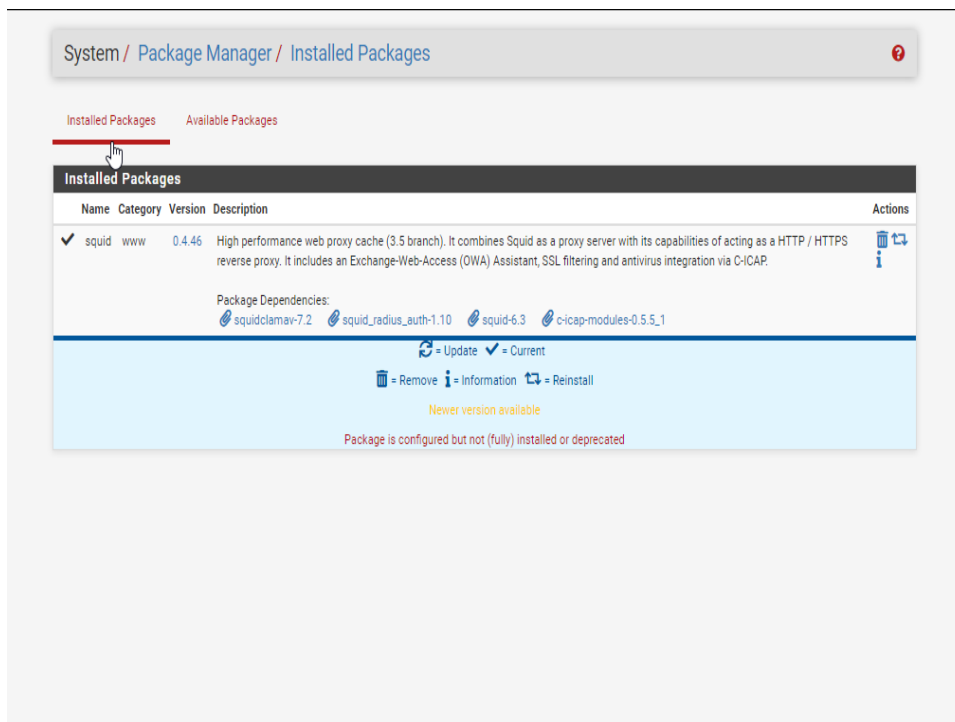 System / Package Manager / Installed Packages
Installed Packages Available Packages
Installed Packages
Name Category Version Description Actions
squid www 0.4.46 High performance web proxy cache (3.5 branch). It combines Squid as a proxy server with its capabilities of acting as a HTTP / HTTPS
reverse proxy. It includes an Exchange-Web-Access (OWA) Assistant, SSL filtering and antivirus integration via C-ICAP.
Package Dependencies:
squidclamav-7.2 squid_radius_auth-1.10 squid-6.3 c-icap-modules-0.5.5_1
= Update = Current
= Remove = Information = Reinstall
Newer version available
Package is configured but not (fully) installed or deprecated